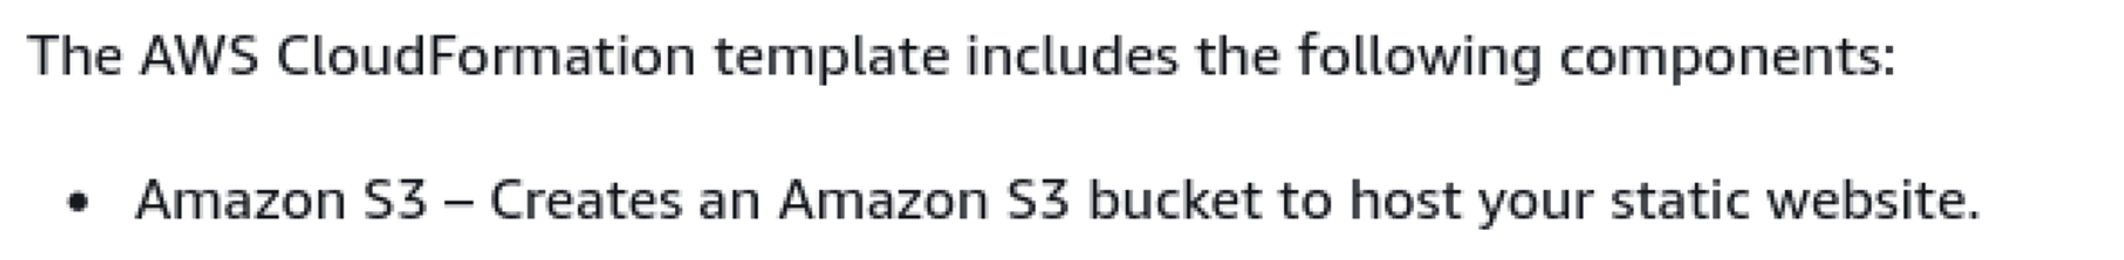 The AWS CloudFormation template includes the following components:
• Amazon S3 – Creates an Amazon S3 bucket to host your static website.